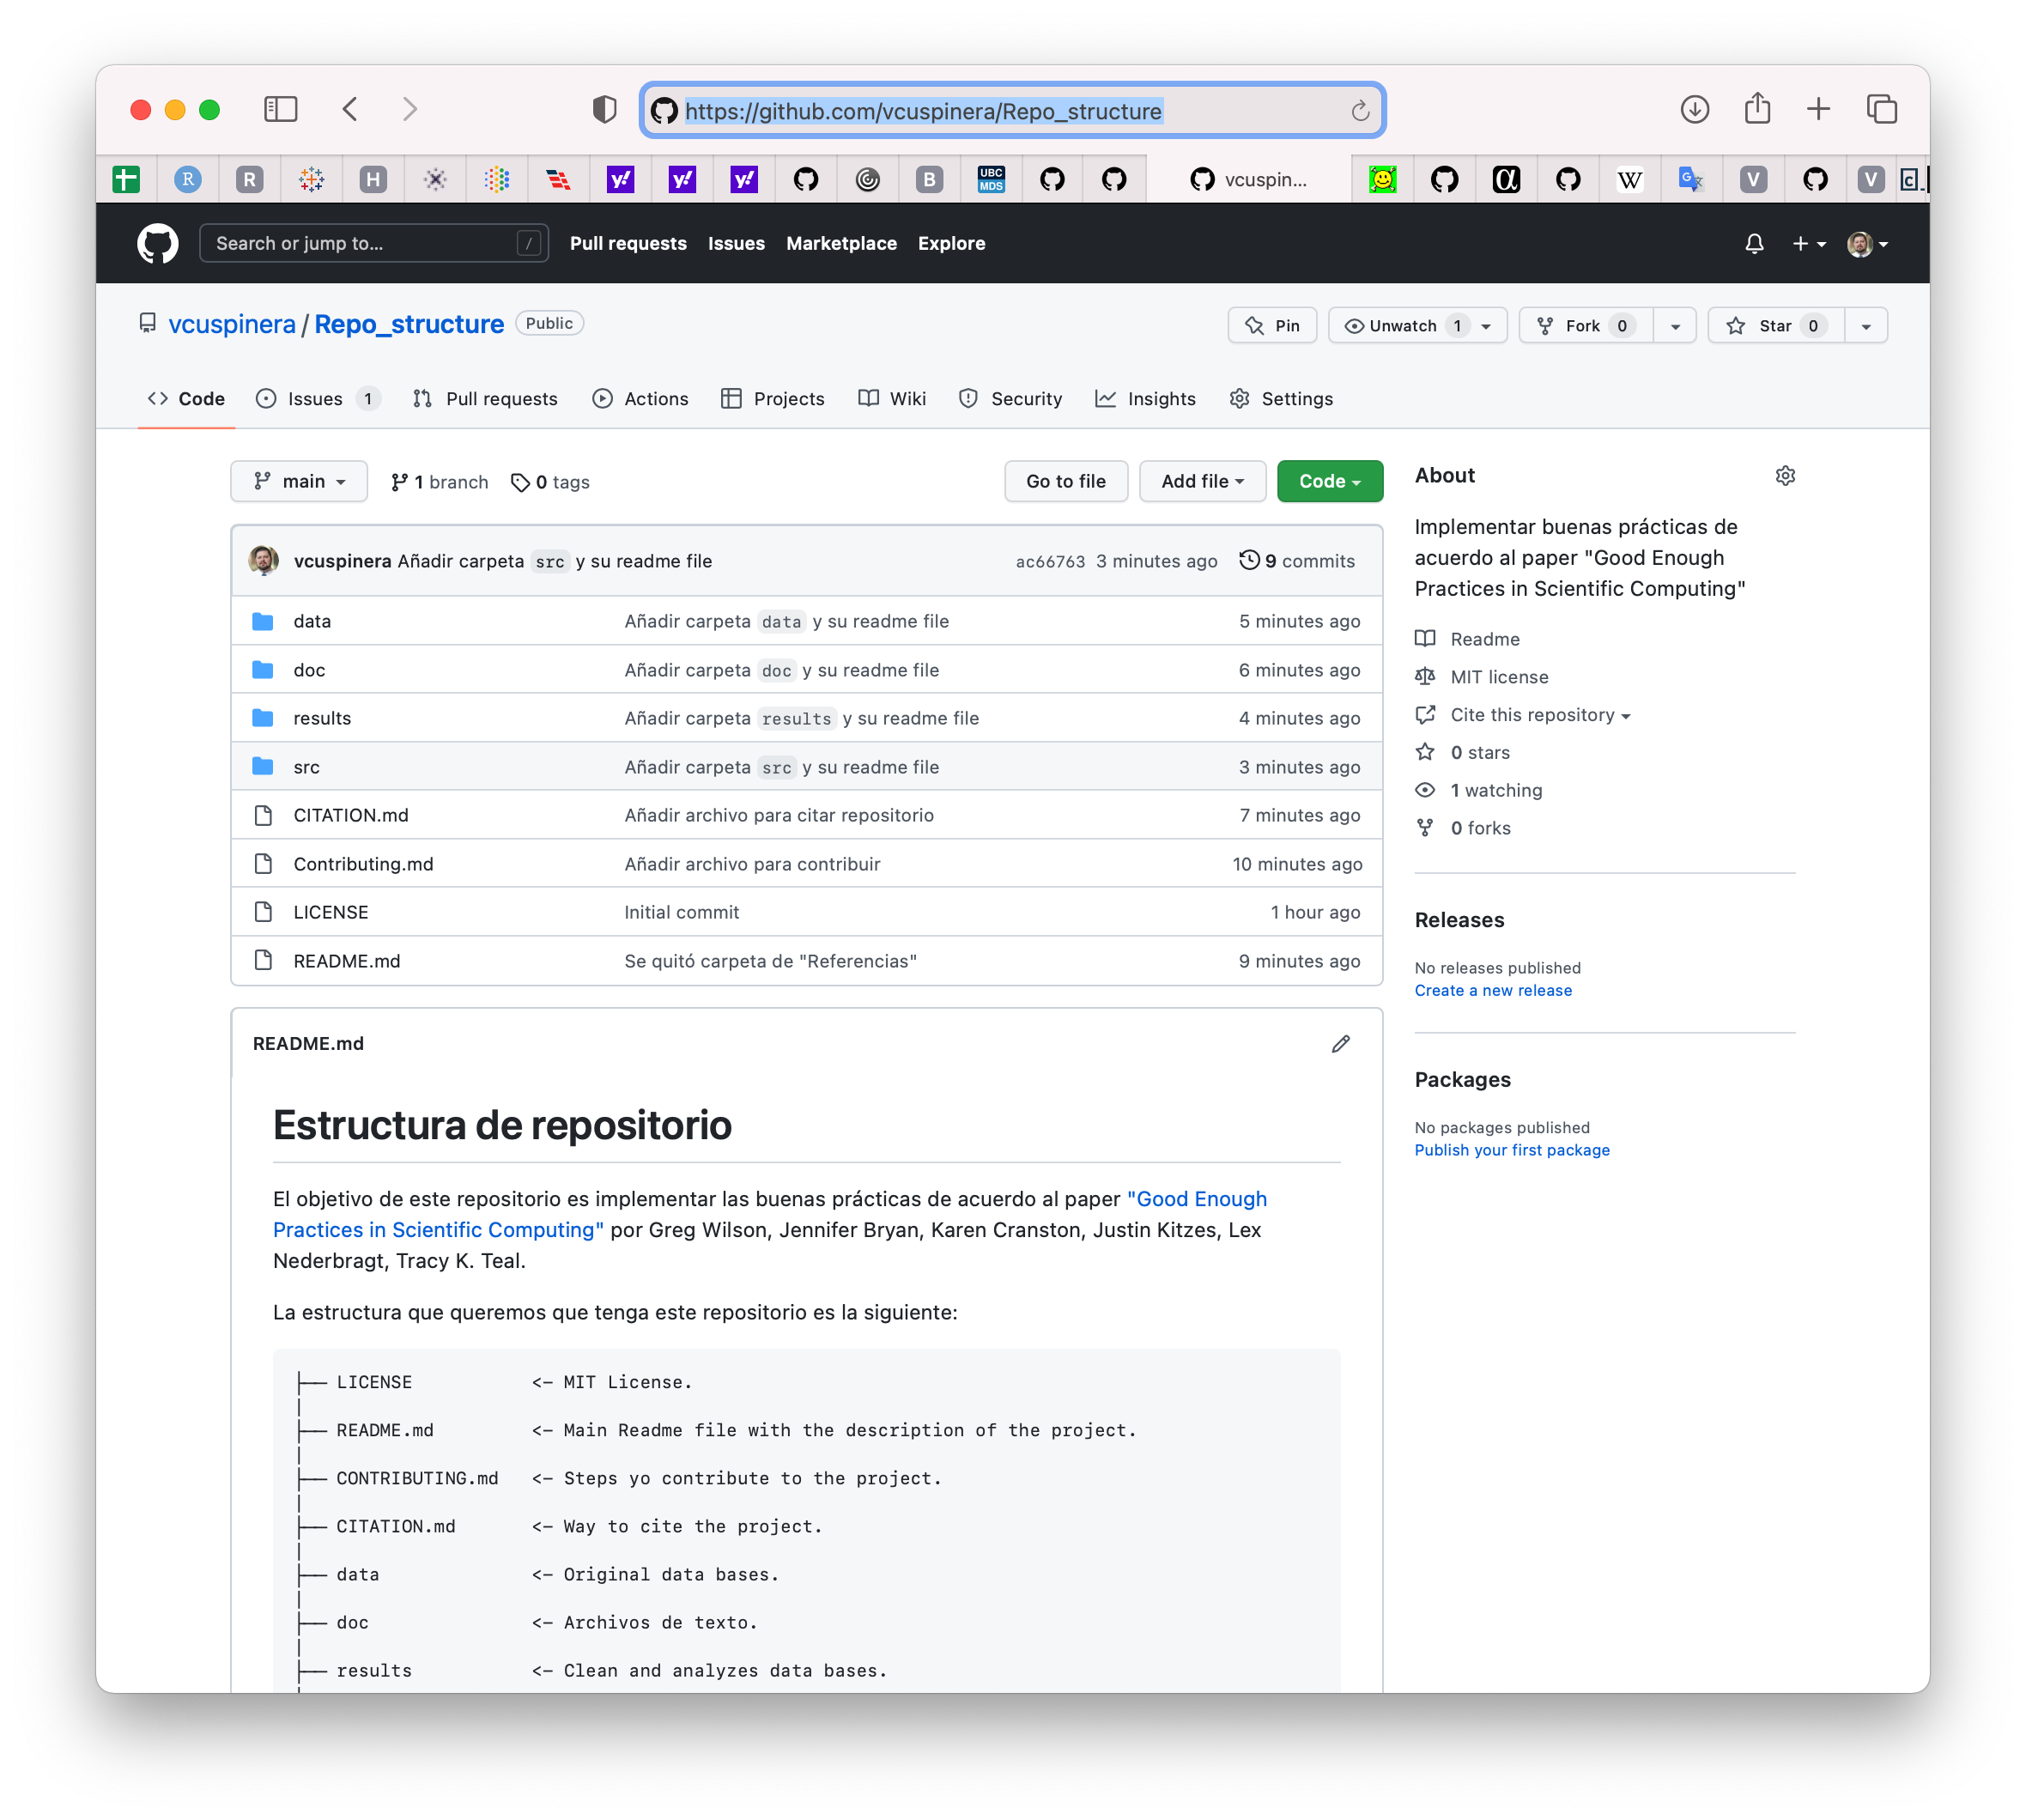 https://github.com/vcuspinera/Repo_structure
R R H y! y! y! B UBC MDS vcuspin... α W G V V c
Search or jump to... / Pull requests Issues Marketplace Explore
vcuspinera / Repo_structure Public Pin Unwatch 1 Fork 0 Star 0
Code Issues 1 Pull requests Actions Projects Wiki Security Insights Settings
main 1 branch 0 tags Go to file Add file Code
vcuspinera Añadir carpeta src y su readme file ac66763 3 minutes ago 9 commits
data Añadir carpeta data y su readme file 5 minutes ago
doc Añadir carpeta doc y su readme file 6 minutes ago
results Añadir carpeta results y su readme file 4 minutes ago
src Añadir carpeta src y su readme file 3 minutes ago
CITATION.md Añadir archivo para citar repositorio 7 minutes ago
Contributing.md Añadir archivo para contribuir 10 minutes ago
LICENSE Initial commit 1 hour ago
README.md Se quitó carpeta de "Referencias" 9 minutes ago
README.md
Estructura de repositorio
El objetivo de este repositorio es implementar las buenas prácticas de acuerdo al paper "Good Enough
Practices in Scientific Computing" por Greg Wilson, Jennifer Bryan, Karen Cranston, Justin Kitzes, Lex
Nederbragt, Tracy K. Teal.
La estructura que queremos que tenga este repositorio es la siguiente:
├── LICENSE <- MIT License.
│
├── README.md <- Main Readme file with the description of the project.
│
├── CONTRIBUTING.md <- Steps yo contribute to the project.
│
├── CITATION.md <- Way to cite the project.
│
├── data <- Original data bases.
│
├── doc <- Archivos de texto.
│
├── results <- Clean and analyzes data bases.
About
Implementar buenas prácticas de
acuerdo al paper "Good Enough
Practices in Scientific Computing"
Readme
MIT license
Cite this repository
0 stars
1 watching
0 forks
Releases
No releases published
Create a new release
Packages
No packages published
Publish your first package